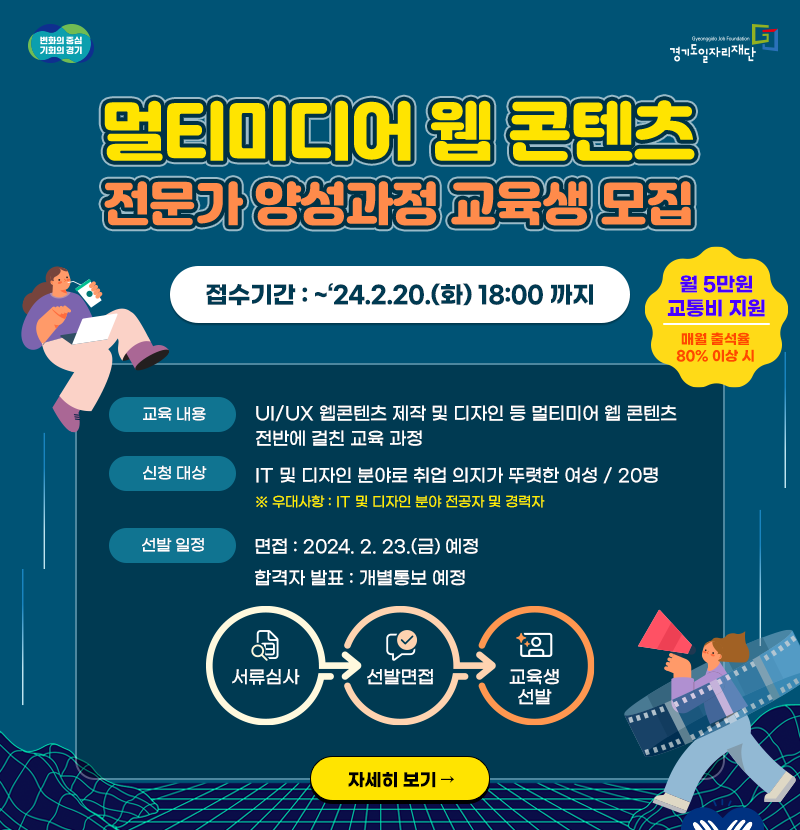 변화의 중심
기회의 경기
Gyeonggido Job Foundation
경기도일자리재단
멀티미디어 웹 콘텐츠
전문가 양성과정 교육생 모집
접수기간 : ~‘24.2.20.(화) 18:00 까지
월 5만원
교통비 지원
매월 출석율
80% 이상 시
교육 내용
UI/UX 웹콘텐츠 제작 및 디자인 등 멀티미어 웹 콘텐츠
전반에 걸친 교육 과정
신청 대상
IT 및 디자인 분야로 취업 의지가 뚜렷한 여성 / 20명
※ 우대사항 : IT 및 디자인 분야 전공자 및 경력자
선발 일정
면접 : 2024. 2. 23.(금) 예정
합격자 발표 : 개별통보 예정
서류심사
선발면접
교육생
선발
자세히 보기 →